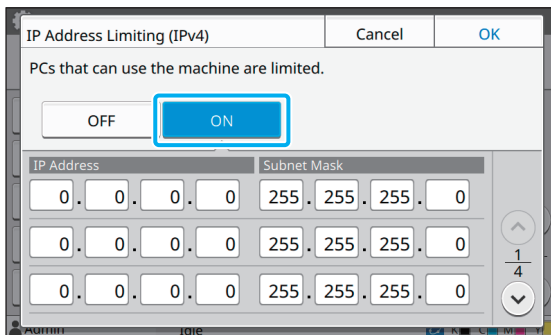 IP Address Limiting (IPv4) Cancel OK
PCs that can use the machine are limited.
OFF ON
IP Address Subnet Mask
0 . 0 . 0 . 0 255 . 255 . 255 . 0
0 . 0 . 0 . 0 255 . 255 . 255 . 0
0 . 0 . 0 . 0 255 . 255 . 255 . 0
1
4
Admin Idle K C M Y